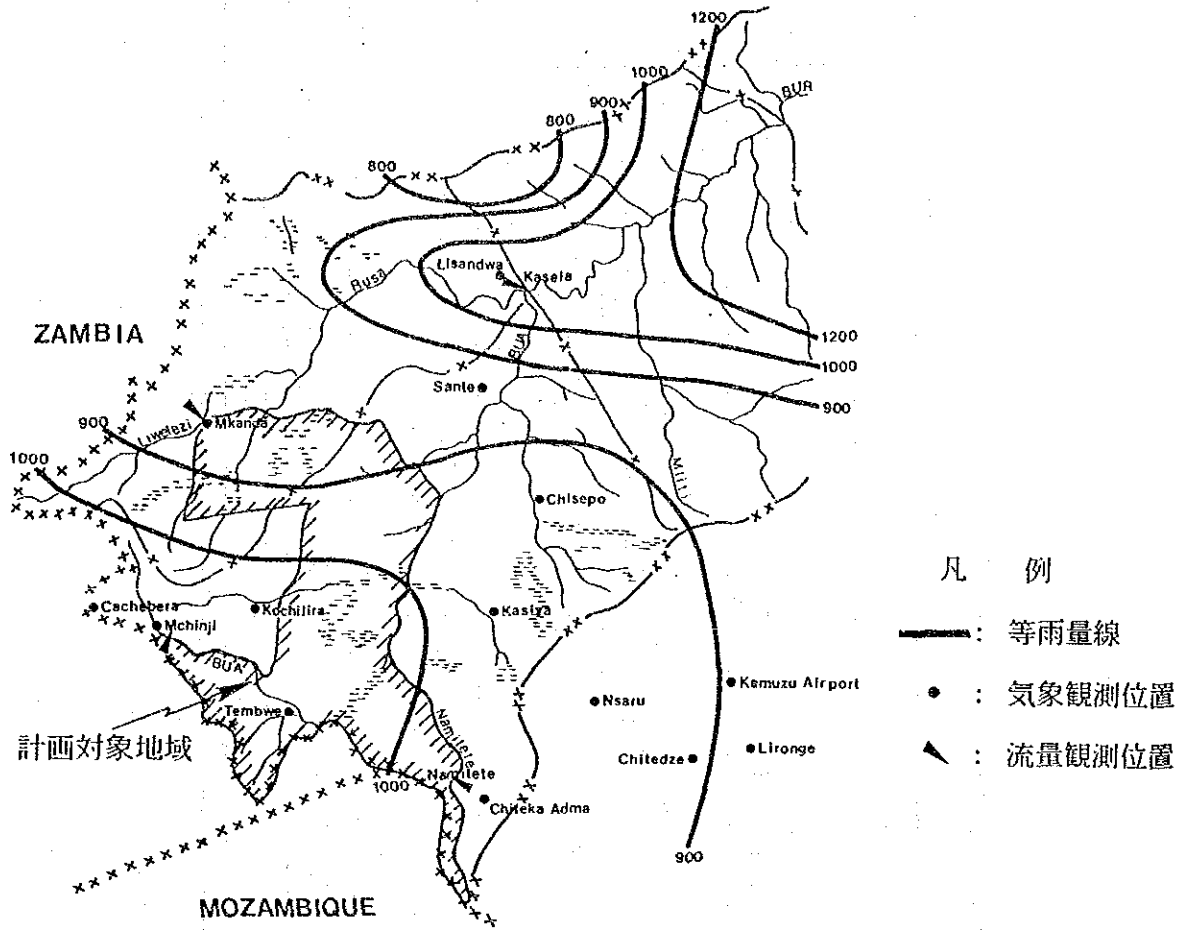 1200
1000
900
800
800
BUA
Lisandwa
Kasela
Rusa
ZAMBIA
BUA
1200
1000
900
Sante
Mkanda
Liwelezi
900
1000
Chisepo
Cachebera
Kochilira
Kasiya
Mchinji
BUA
Tembwe
計画対象地域
Namitete
Namitete
1000
Chileka Adma
Nsaru
Kamuzu Airport
Chitedze
Lironge
900
MOZAMBIQUE
凡 例
: 等雨量線
: 気象観測位置
: 流量観測位置